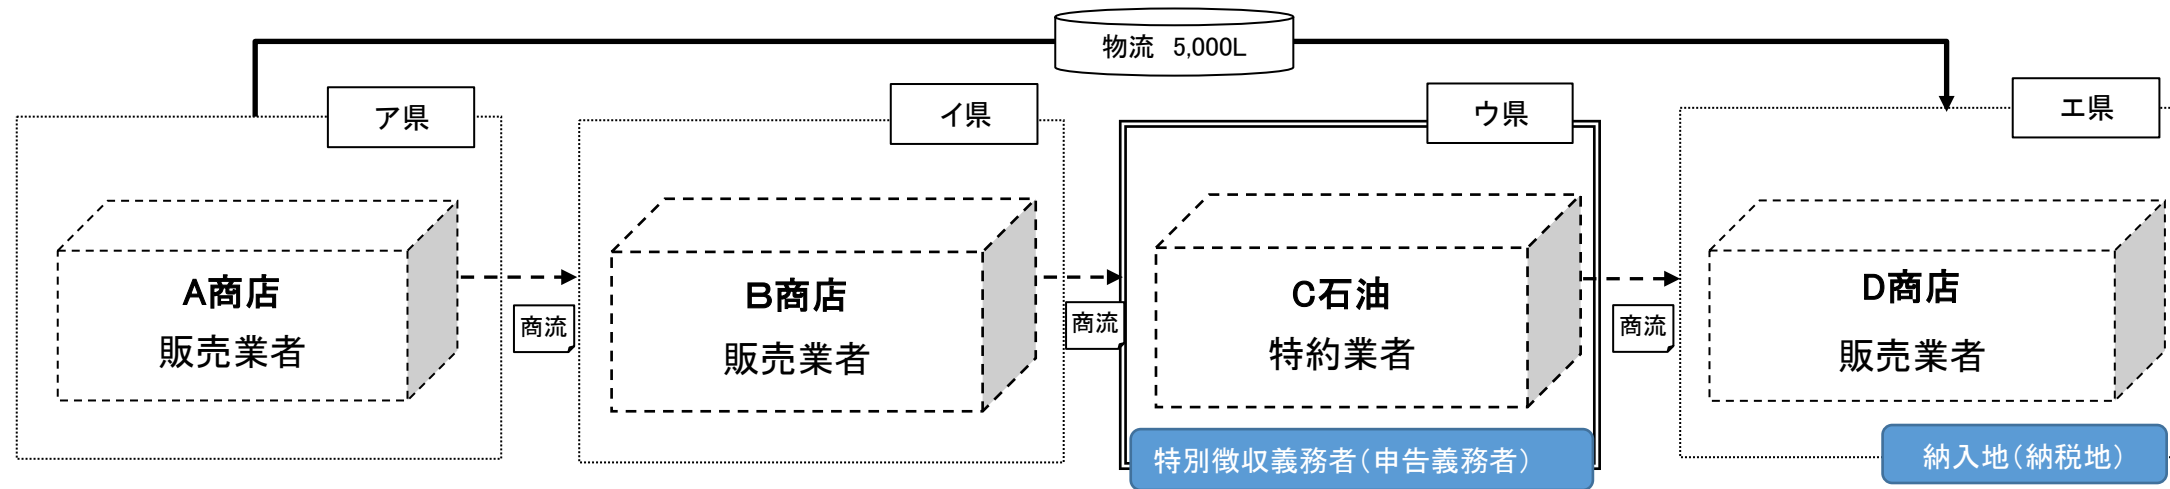 物流 5,000L
ア県
イ県
ウ県
エ県
A商店
販売業者
商流
B商店
販売業者
商流
C石油
特約業者
商流
D商店
販売業者
特別徴収義務者(申告義務者)
納入地(納税地)